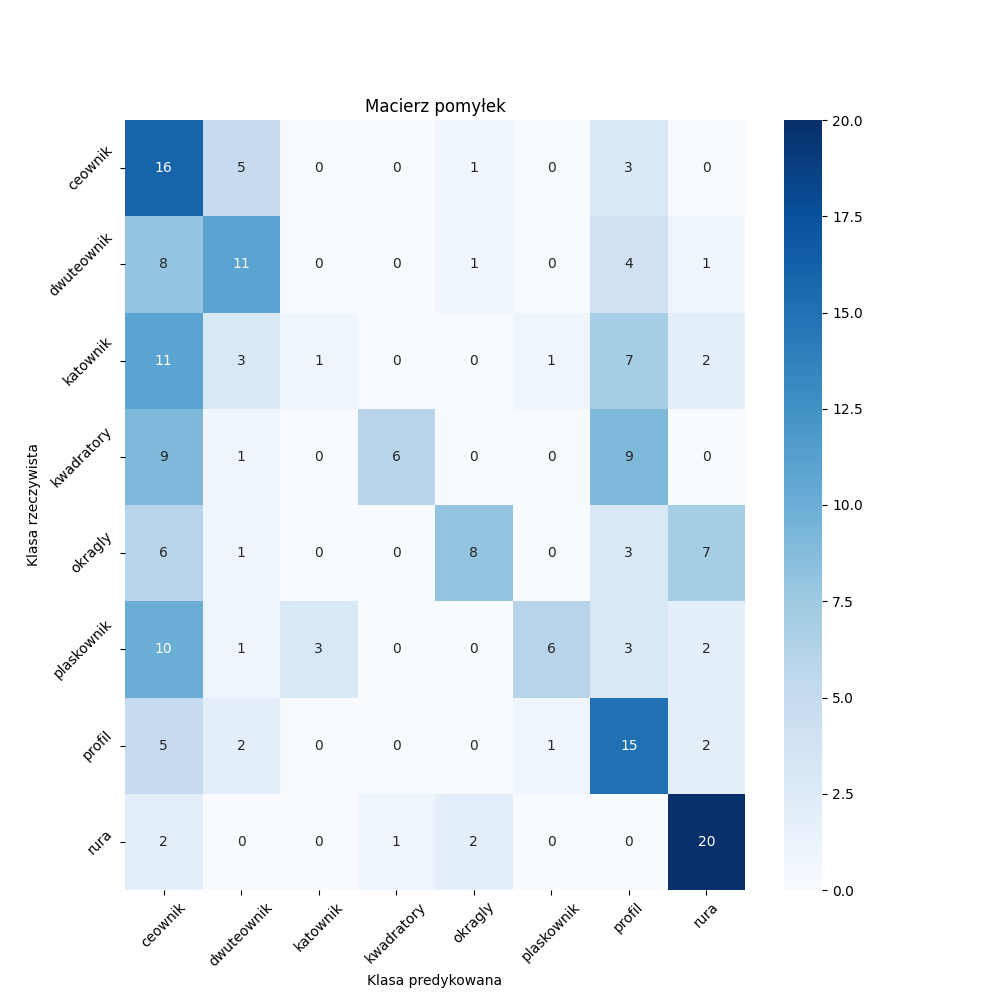 Macierz pomyłek
Klasa rzeczywista
ceownik 16 5 0 0 1 0 3 0
dwuteownik 8 11 0 0 1 0 4 1
katownik 11 3 1 0 0 1 7 2
kwadratory 9 1 0 6 0 0 9 0
okragly 6 1 0 0 8 0 3 7
plaskownik 10 1 3 0 0 6 3 2
profil 5 2 0 0 0 1 15 2
rura 2 0 0 1 2 0 0 20
ceownik dwuteownik katownik kwadratory okragly plaskownik profil rura
Klasa predykowana
20.0
17.5
15.0
12.5
10.0
7.5
5.0
2.5
0.0